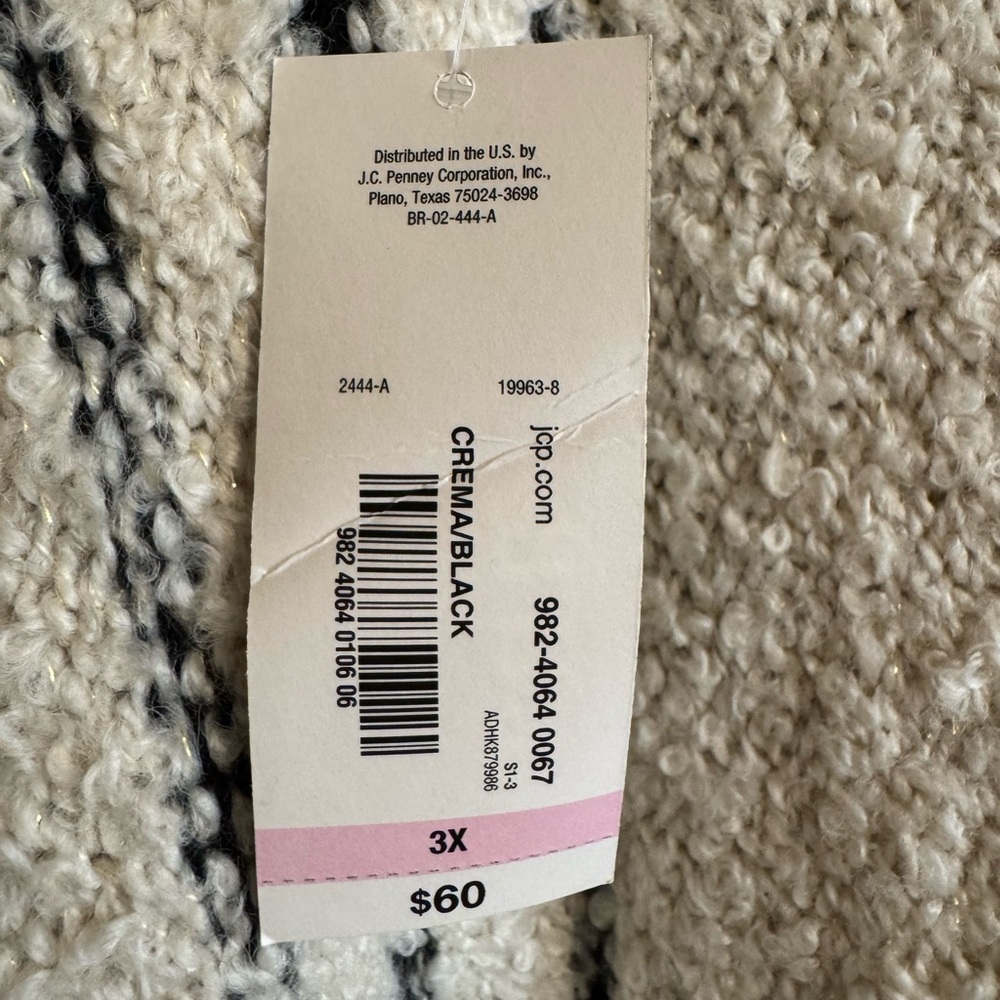 Distributed in the U.S. by
J.C. Penney Corporation, Inc.,
Plano, Texas 75024-3698
BR-02-444-A
2444-A 19963-8
jcp.com 982-4064 0067
S1-3
ADHK879986
CREMA/BLACK
982 4064 0106 06
3X
$60